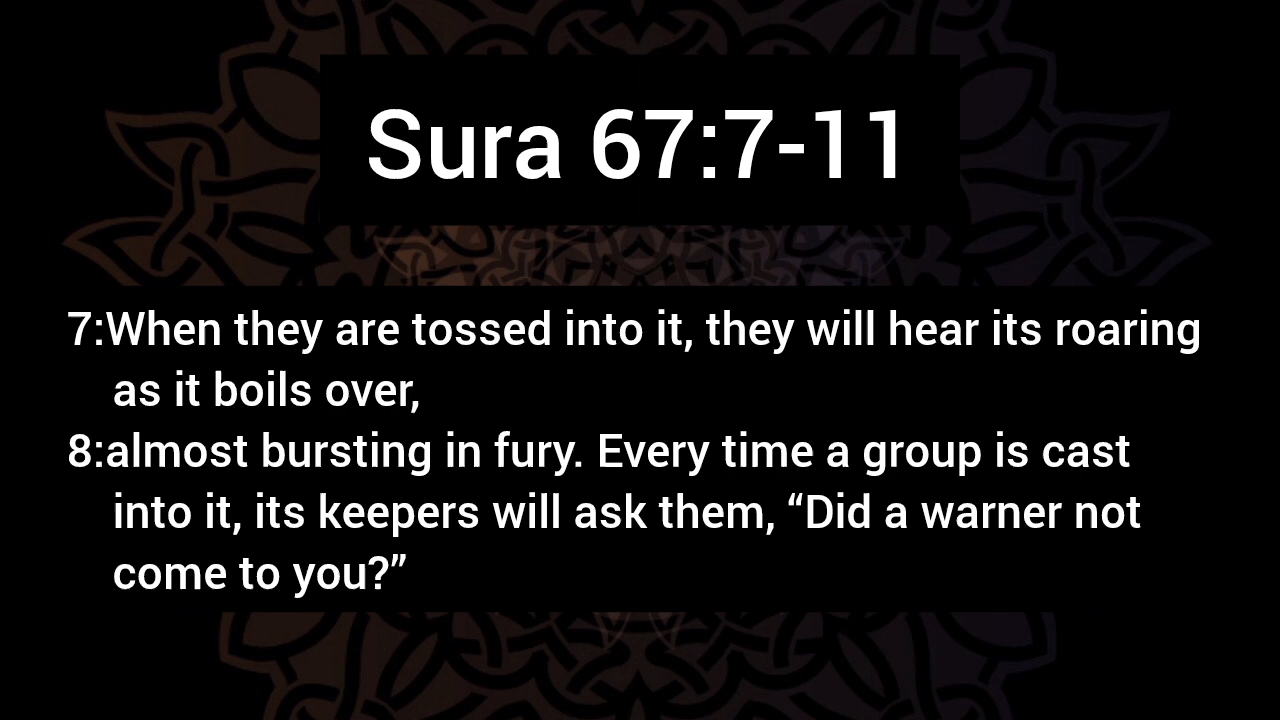 Sura 67:7-11
7:When they are tossed into it, they will hear its roaring
as it boils over,
8:almost bursting in fury. Every time a group is cast
into it, its keepers will ask them, “Did a warner not
come to you?”